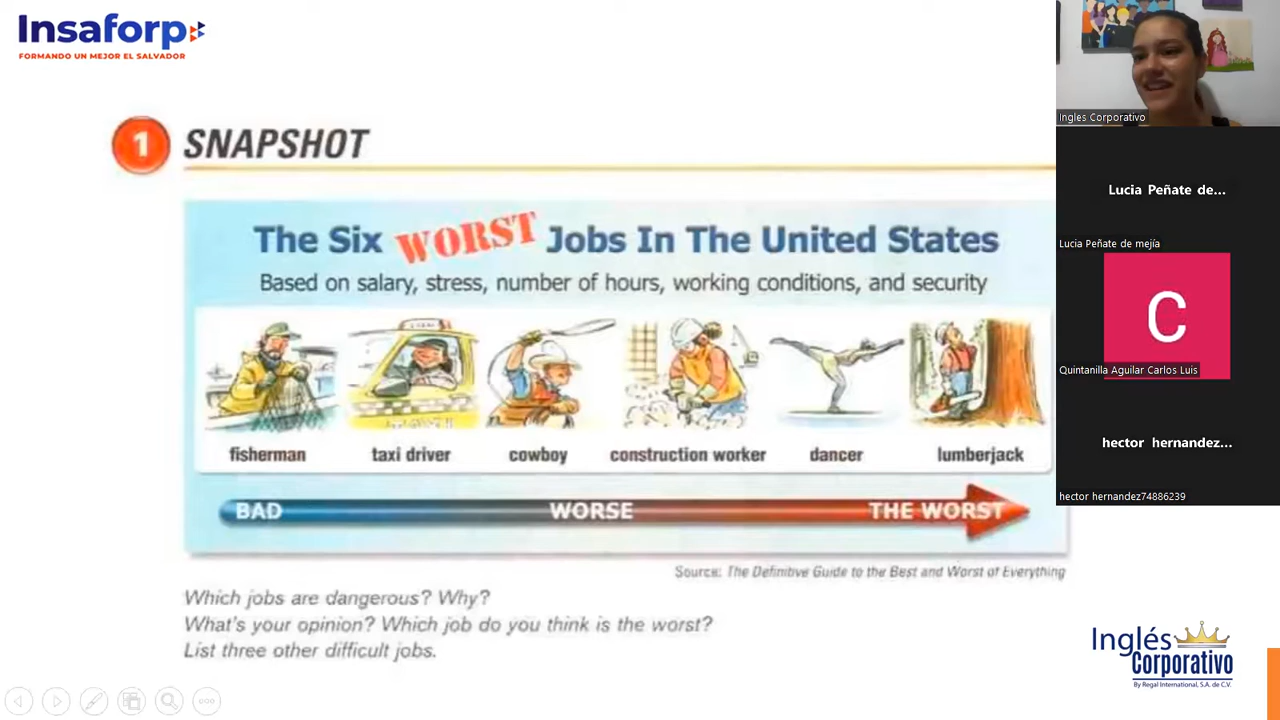 Insaforp
FORMANDO UN MEJOR EL SALVADOR
1 SNAPSHOT
The Six WORST Jobs In The United States
Based on salary, stress, number of hours, working conditions, and security
TAXI
fisherman taxi driver cowboy construction worker dancer lumberjack
BAD WORSE THE WORST
Source: The Definitive Guide to the Best and Worst of Everything
Which jobs are dangerous? Why?
What's your opinion? Which job do you think is the worst?
List three other difficult jobs.
Ingles Corporativo
Lucia Peñate de...
Lucia Peñate de mejía
C
Quintanilla Aguilar Carlos Luis
hector hernandez...
hector hernandez74886239
Inglés
Corporativo
By Regal International, S.A. de C.V.